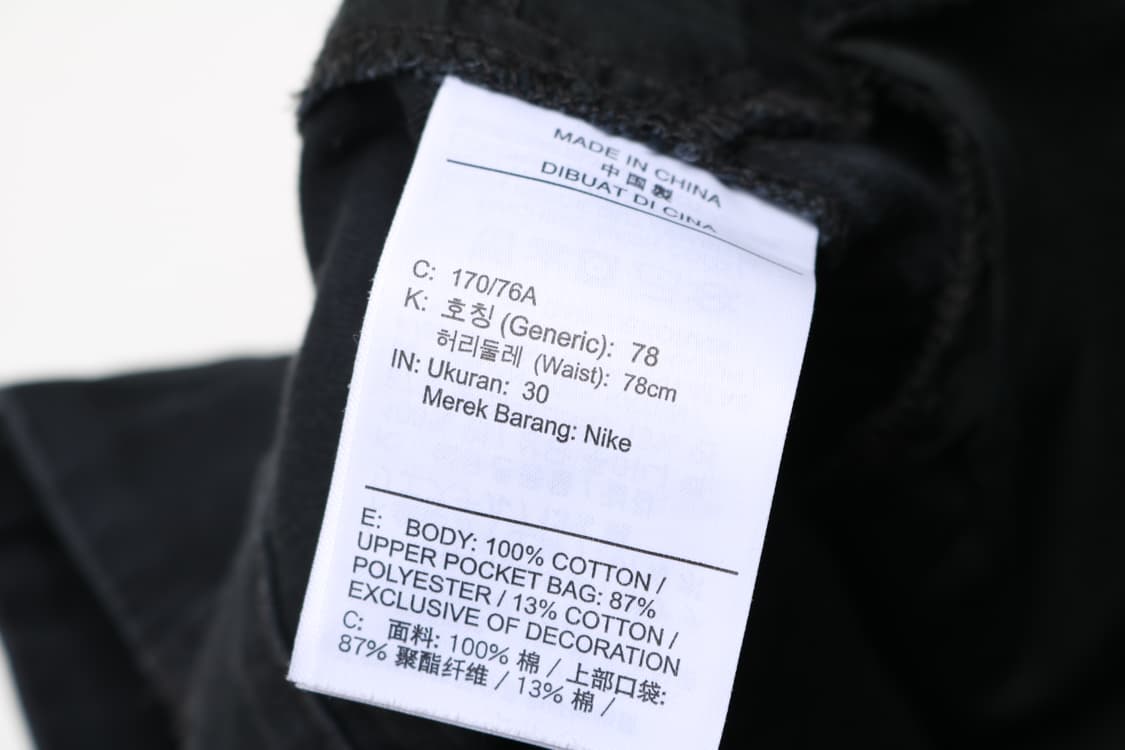 MADE IN CHINA
中国製
DIBUAT DI CINA
C: 170/76A
K: 호칭 (Generic): 78
허리둘레 (Waist): 78cm
IN: Ukuran: 30
Merek Barang: Nike
E: BODY: 100% COTTON /
UPPER POCKET BAG: 87%
POLYESTER / 13% COTTON /
EXCLUSIVE OF DECORATION
C: 面料: 100% 棉 / 上部口袋:
87% 聚酯纤维 / 13% 棉 /